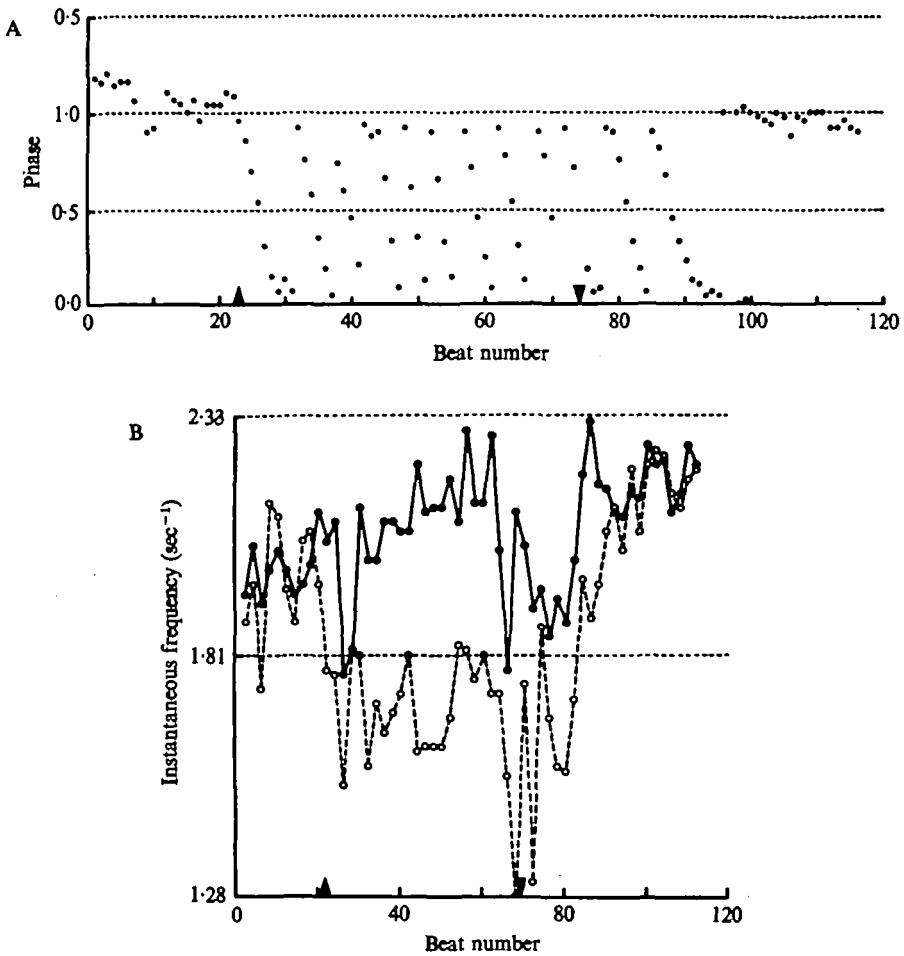 A
0·5
1.0
0·5
0·0
Phase
0 20 40 60 80 100 120
Beat number
B
2·33
1·81
1·28
Instantaneous frequency (sec⁻¹)
0 40 80 120
Beat number